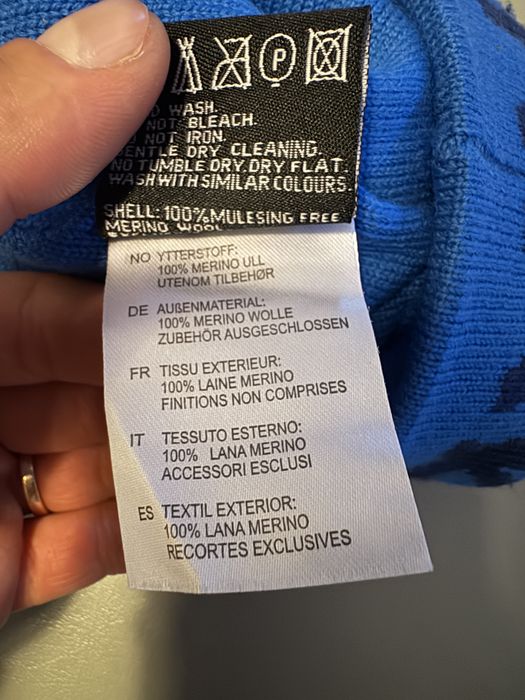 P
WASH.
NOT BLEACH.
NOT IRON.
GENTLE DRY CLEANING.
NO TUMBLE DRY. DRY FLAT.
WASH WITH SIMILAR COLOURS.
SHELL: 100% MULESING FREE
MERINO WOOL
NO YTTERSTOFF:
100% MERINO ULL
UTENOM TILBEHØR
DE AUßENMATERIAL:
100% MERINO WOLLE
ZUBEHÖR AUSGESCHLOSSEN
FR TISSU EXTERIEUR:
100% LAINE MERINO
FINITIONS NON COMPRISES
IT TESSUTO ESTERNO:
100% LANA MERINO
ACCESSORI ESCLUSI
ES TEXTIL EXTERIOR:
100% LANA MERINO
RECORTES EXCLUSIVES